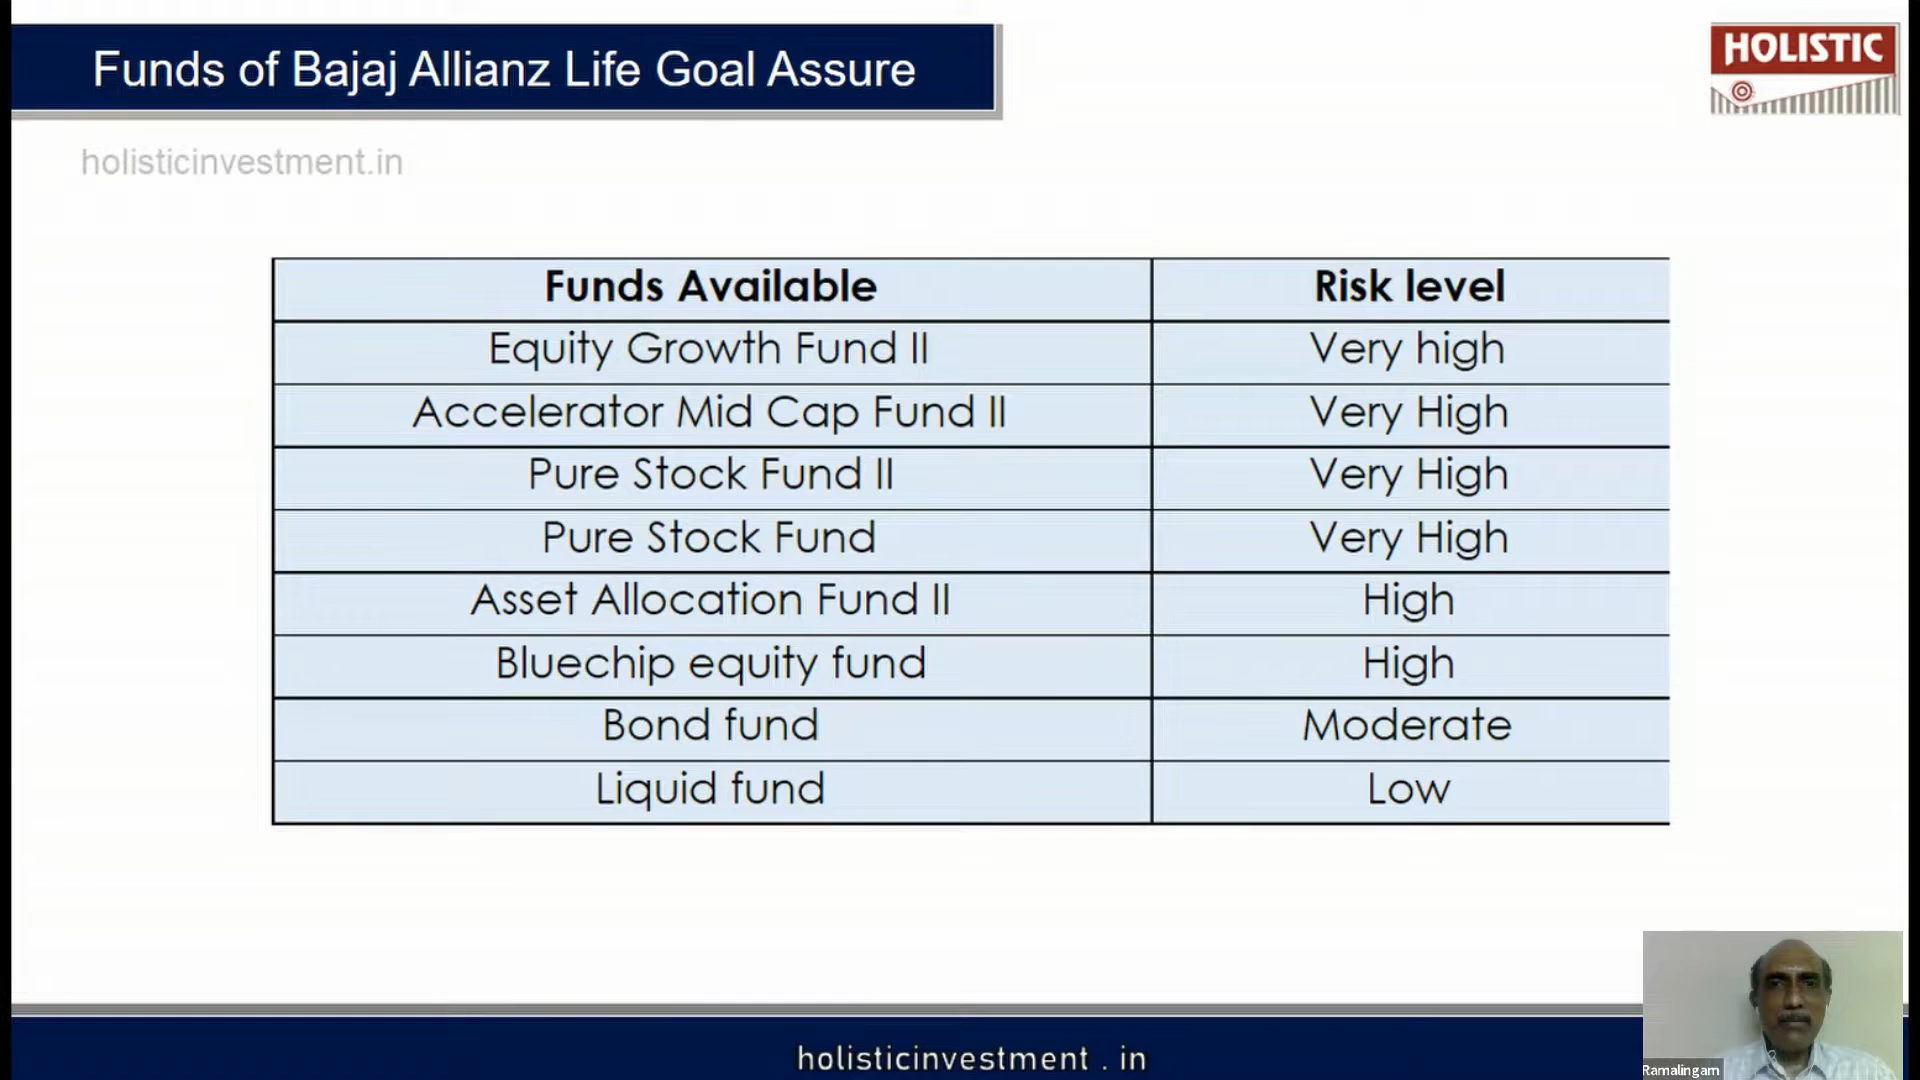 Funds of Bajaj Allianz Life Goal Assure
HOLISTIC
holisticinvestment.in
Funds Available Risk level
Equity Growth Fund II Very high
Accelerator Mid Cap Fund II Very High
Pure Stock Fund II Very High
Pure Stock Fund Very High
Asset Allocation Fund II High
Bluechip equity fund High
Bond fund Moderate
Liquid fund Low
holisticinvestment . in
Ramalingam